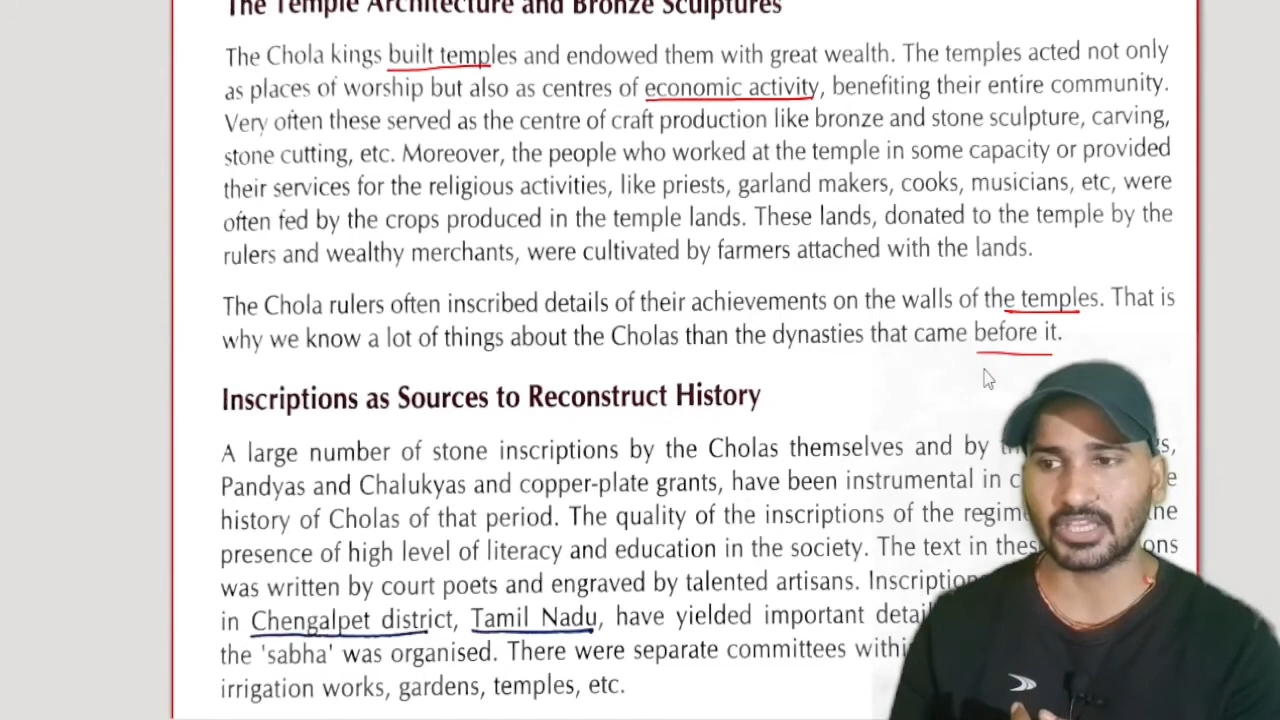 The Temple Architecture and Bronze Sculptures
The Chola kings built temples and endowed them with great wealth. The temples acted not only
as places of worship but also as centres of economic activity, benefiting their entire community.
Very often these served as the centre of craft production like bronze and stone sculpture, carving,
stone cutting, etc. Moreover, the people who worked at the temple in some capacity or provided
their services for the religious activities, like priests, garland makers, cooks, musicians, etc, were
often fed by the crops produced in the temple lands. These lands, donated to the temple by the
rulers and wealthy merchants, were cultivated by farmers attached with the lands.
The Chola rulers often inscribed details of their achievements on the walls of the temples. That is
why we know a lot of things about the Cholas than the dynasties that came before it.
Inscriptions as Sources to Reconstruct History
A large number of stone inscriptions by the Cholas themselves and by
Pandyas and Chalukyas and copper-plate grants, have been instrumental in
history of Cholas of that period. The quality of the inscriptions of the
presence of high level of literacy and education in the society. The text in
was written by court poets and engraved by talented artisans.
in Chengalpet district, Tamil Nadu, have yielded important
the 'sabha' was organised. There were separate committees
irrigation works, gardens, temples, etc.